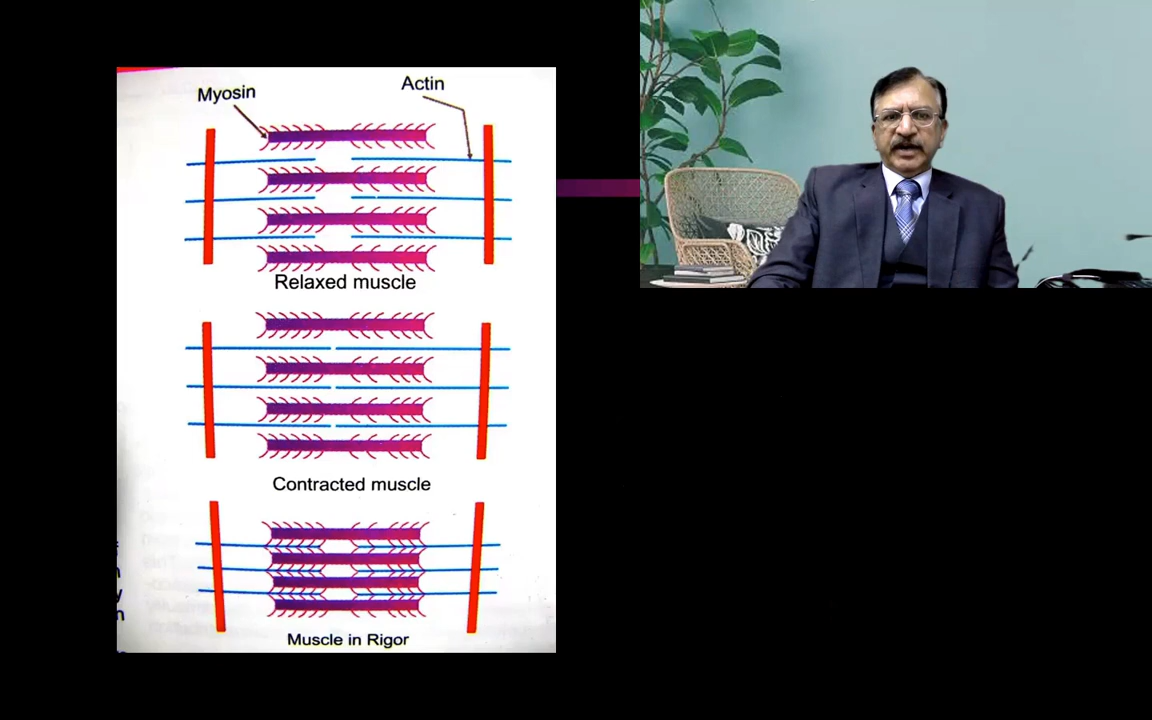 Myosin
Actin
Relaxed muscle
Contracted muscle
Muscle in Rigor